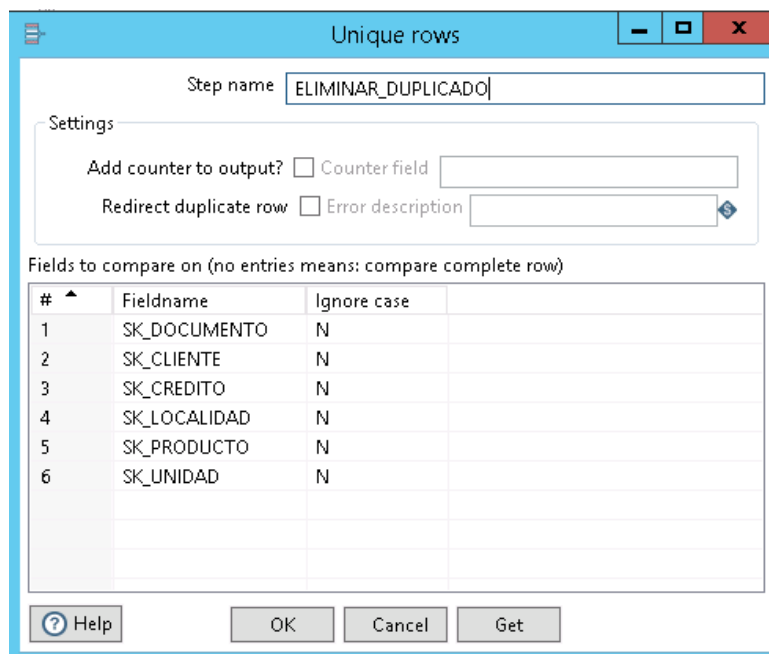 Unique rows
Step name ELIMINAR_DUPLICADO
Settings
Add counter to output? Counter field
Redirect duplicate row Error description
Fields to compare on (no entries means: compare complete row)
# Fieldname Ignore case
1 SK_DOCUMENTO N
2 SK_CLIENTE N
3 SK_CREDITO N
4 SK_LOCALIDAD N
5 SK_PRODUCTO N
6 SK_UNIDAD N
Help OK Cancel Get